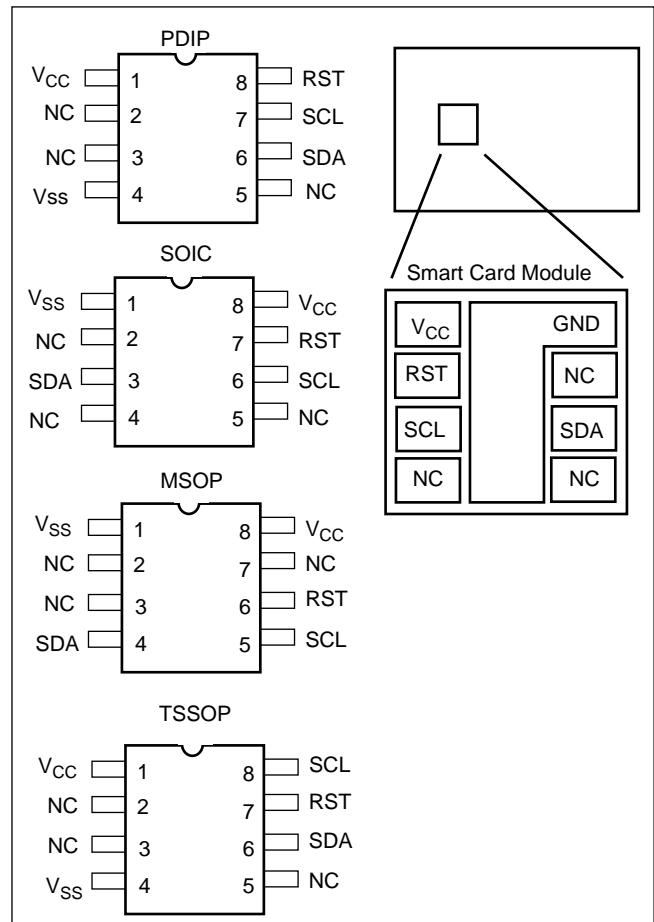 PDIP
VCC 1 8 RST
NC 2 7 SCL
NC 3 6 SDA
Vss 4 5 NC
SOIC
VSS 1 8 VCC
NC 2 7 RST
SDA 3 6 SCL
NC 4 5 NC
MSOP
VSS 1 8 VCC
NC 2 7 NC
NC 3 6 RST
SDA 4 5 SCL
TSSOP
VCC 1 8 SCL
NC 2 7 RST
NC 3 6 SDA
VSS 4 5 NC
Smart Card Module
VCC GND
RST NC
SCL SDA
NC NC